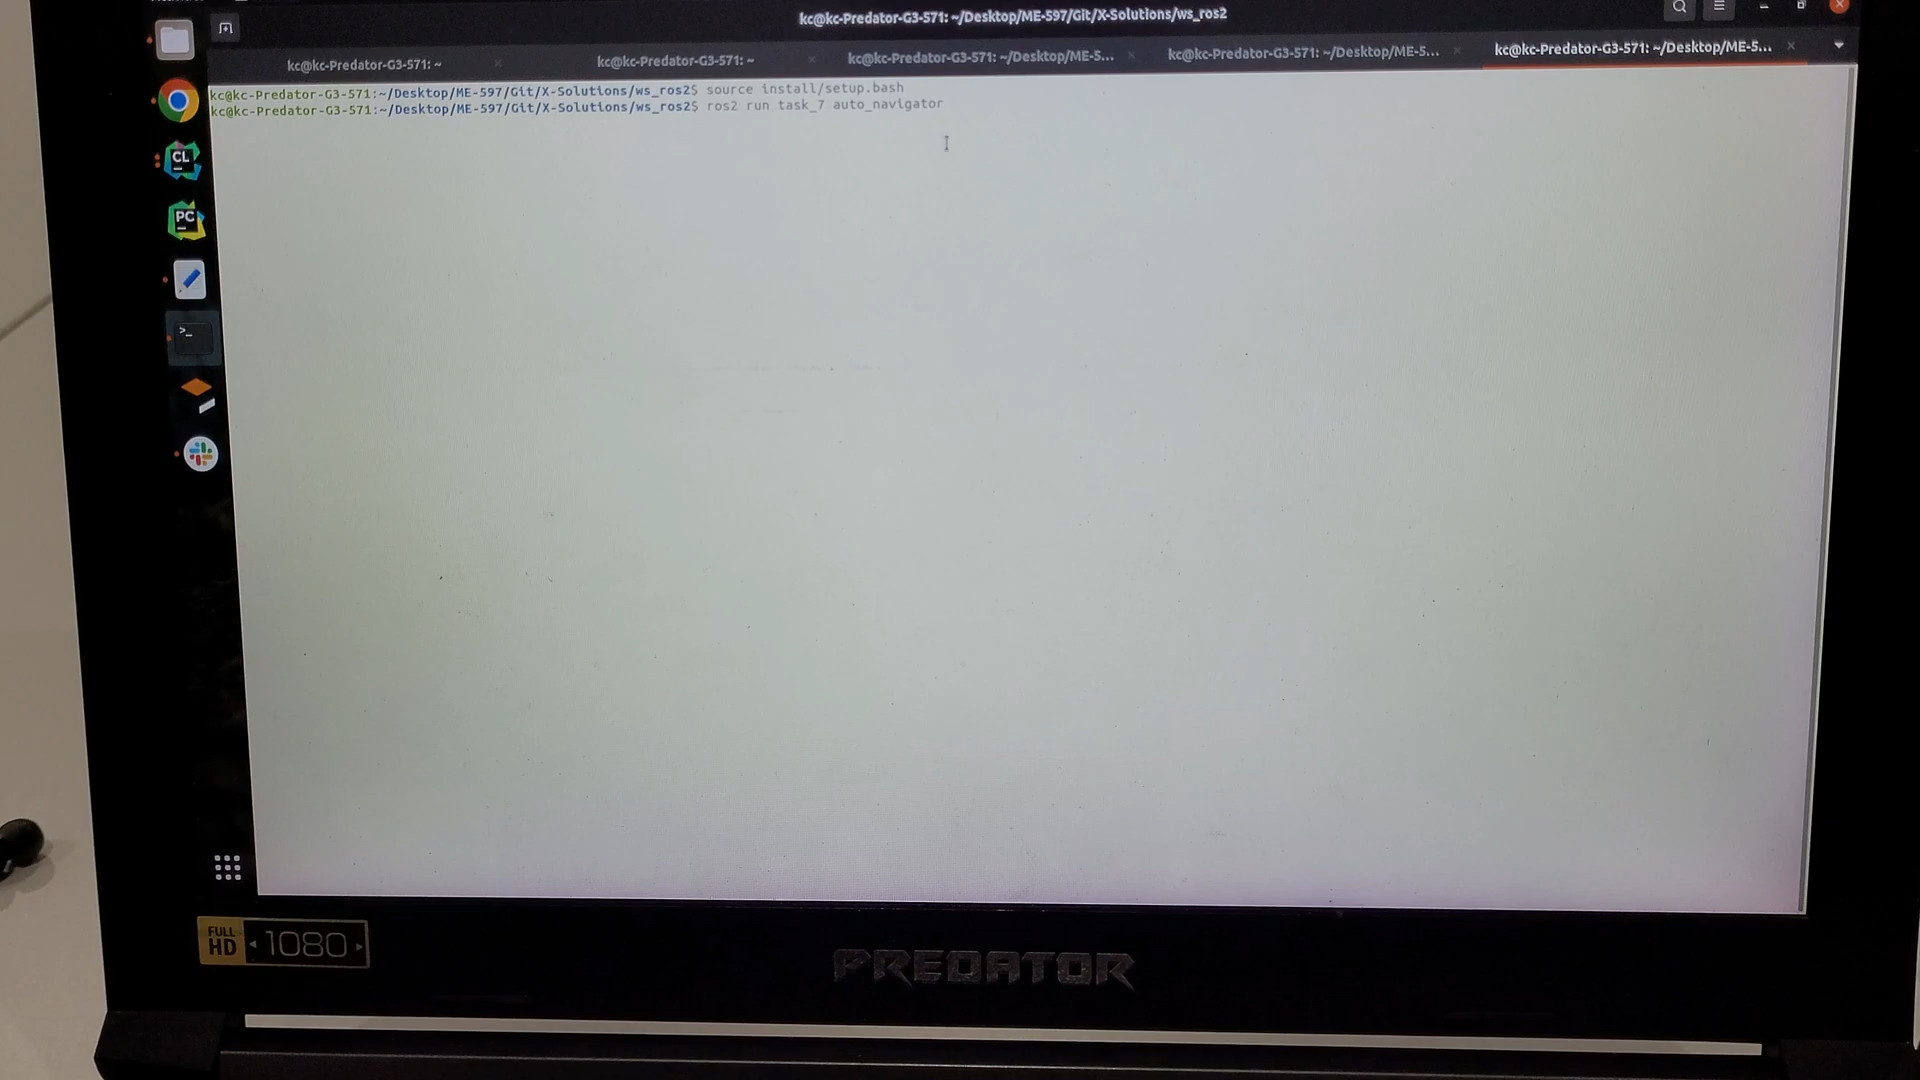 kc@kc-Predator-G3-571: ~/Desktop/ME-597/Git/X-Solutions/ws_ros2
kc@kc-Predator-G3-571: ~
kc@kc-Predator-G3-571: ~
kc@kc-Predator-G3-571: ~/Desktop/ME-5...
kc@kc-Predator-G3-571: ~/Desktop/ME-5...
kc@kc-Predator-G3-571: ~/Desktop/ME-5...
kc@kc-Predator-G3-571:~/Desktop/ME-597/Git/X-Solutions/ws_ros2$ source install/setup.bash
kc@kc-Predator-G3-571:~/Desktop/ME-597/Git/X-Solutions/ws_ros2$ ros2 run task_7 auto_navigator
CL
PC
>_
FULL HD 1080
PREDATOR